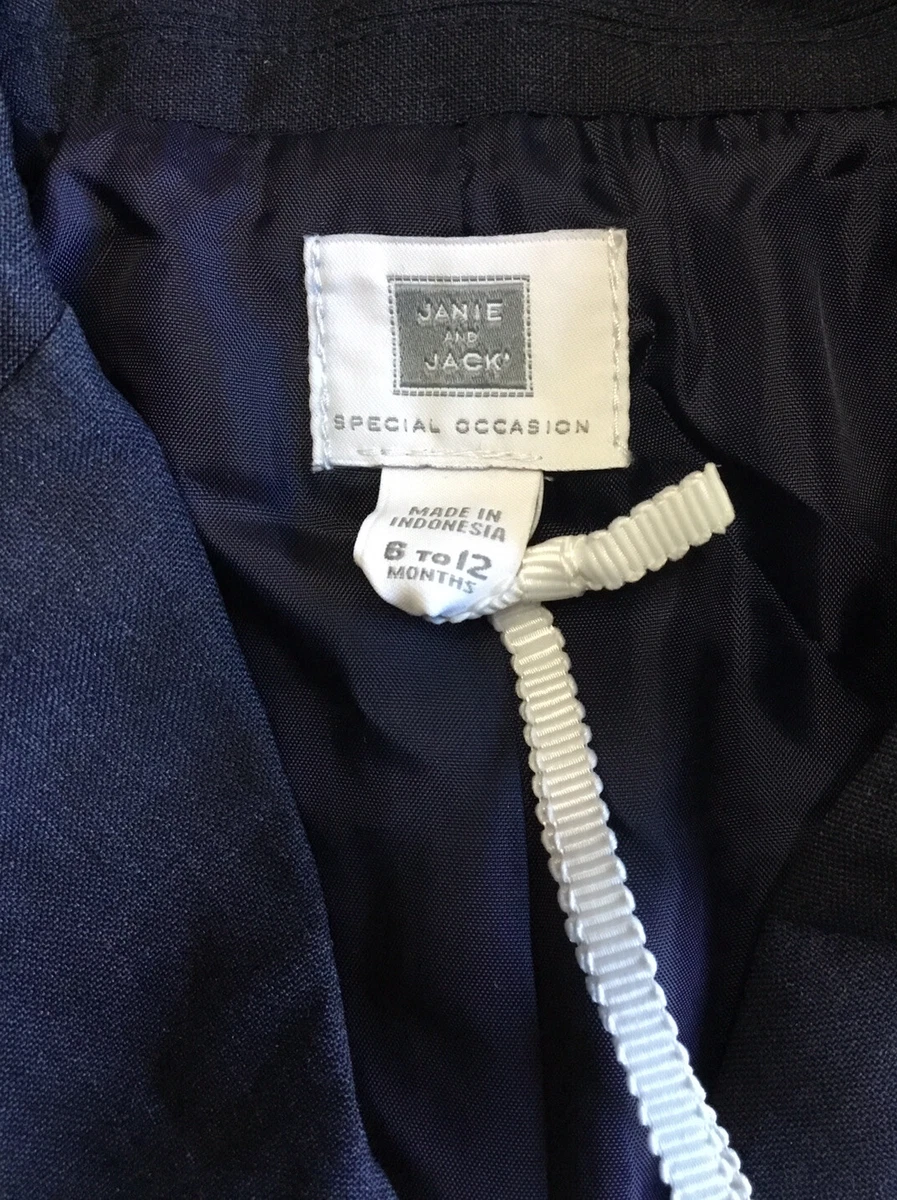 JANIE
AND
JACK
SPECIAL OCCASION
MADE IN
INDONESIA
6 TO 12
MONTHS